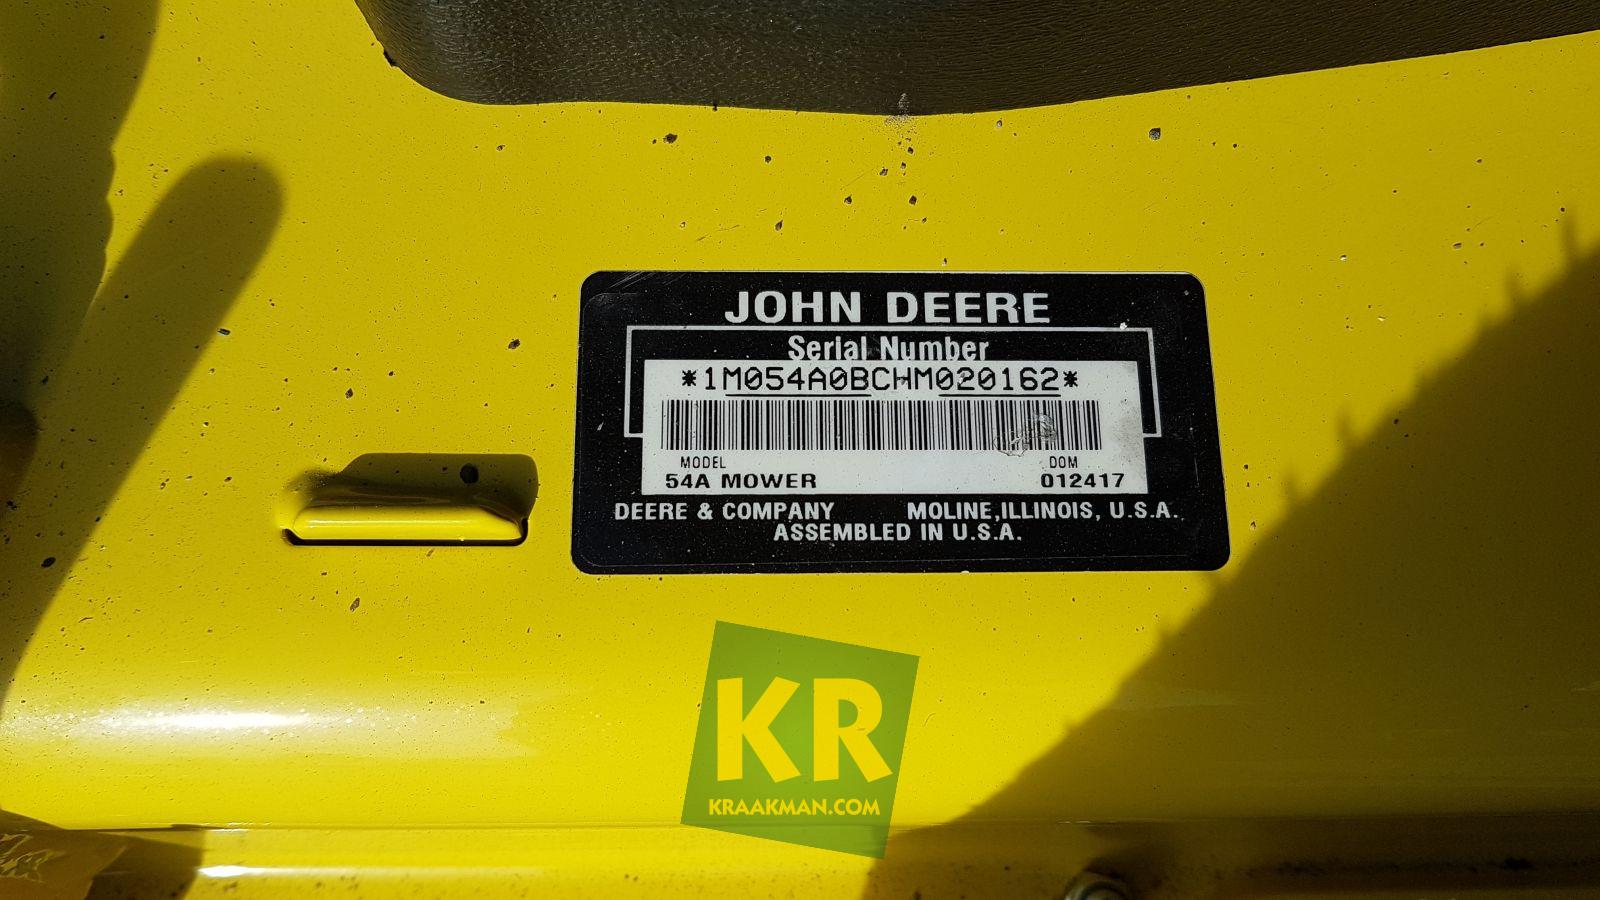 JOHN DEERE
Serial Number
*1M054A0BCHM020162*
MODEL DOM
54A MOWER 012417
DEERE & COMPANY MOLINE, ILLINOIS, U.S.A.
ASSEMBLED IN U.S.A.
KR
KRAAKMAN.COM